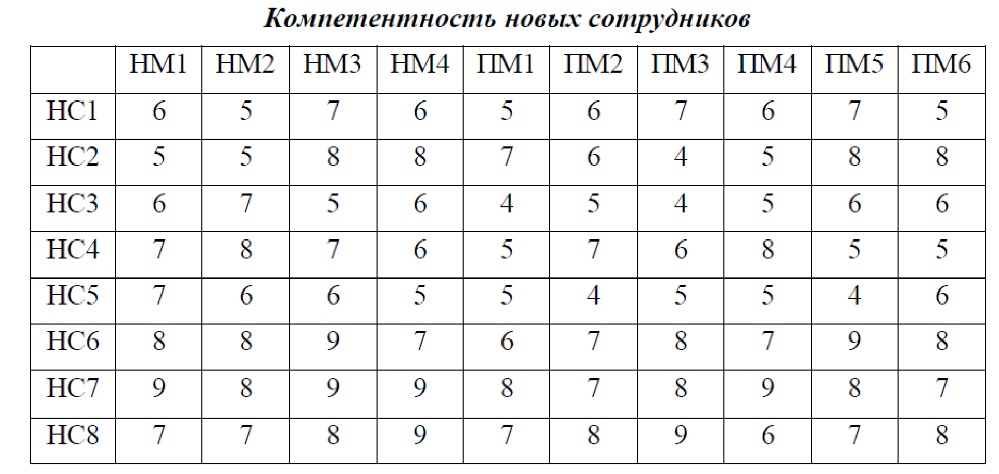 Компетентность новых сотрудников
НМ1 НМ2 НМ3 НМ4 ПМ1 ПМ2 ПМ3 ПМ4 ПМ5 ПМ6
НС1 6 5 7 6 5 6 7 6 7 5
НС2 5 5 8 8 7 6 4 5 8 8
НС3 6 7 5 6 4 5 4 5 6 6
НС4 7 8 7 6 5 7 6 8 5 5
НС5 7 6 6 5 5 4 5 5 4 6
НС6 8 8 9 7 6 7 8 7 9 8
НС7 9 8 9 9 8 7 8 9 8 7
НС8 7 7 8 9 7 8 9 6 7 8